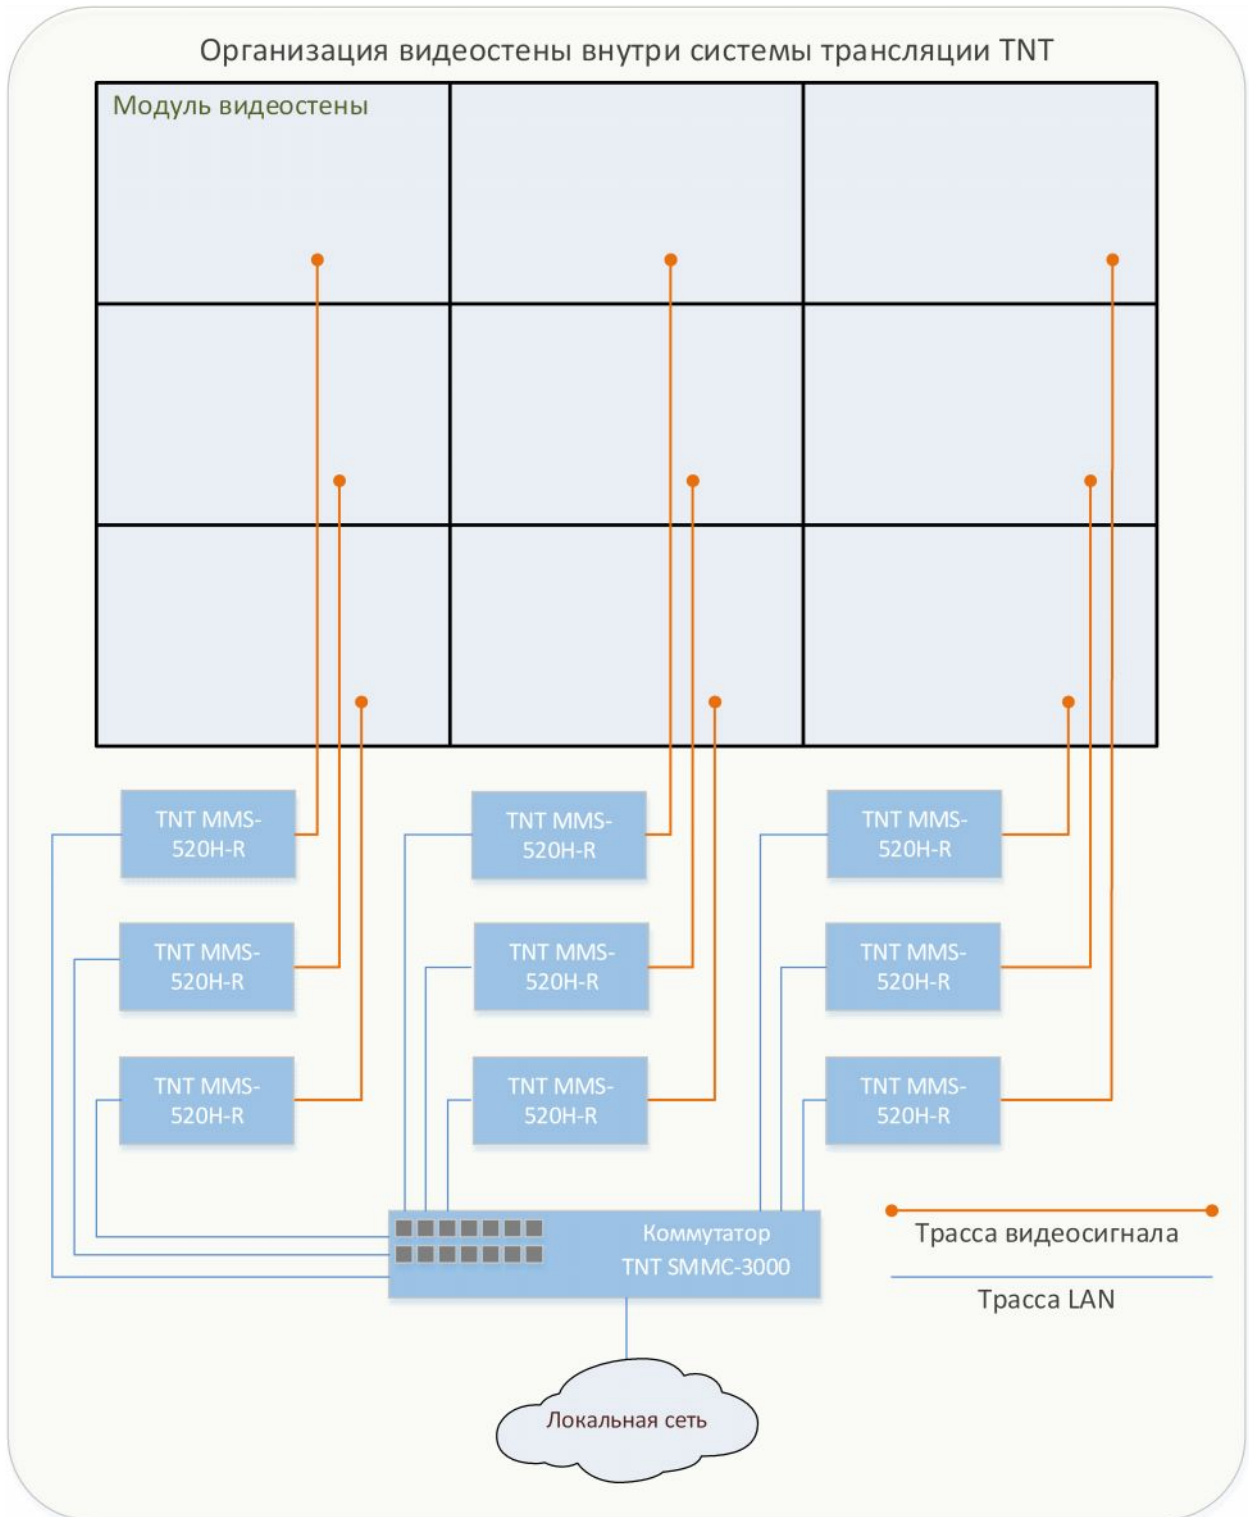 Организация видеостены внутри системы трансляции TNT
Модуль видеостены
TNT MMS-
520H-R
TNT MMS-
520H-R
TNT MMS-
520H-R
TNT MMS-
520H-R
TNT MMS-
520H-R
TNT MMS-
520H-R
TNT MMS-
520H-R
TNT MMS-
520H-R
TNT MMS-
520H-R
Коммутатор
TNT SMMC-3000
Трасса видеосигнала
Трасса LAN
Локальная сеть